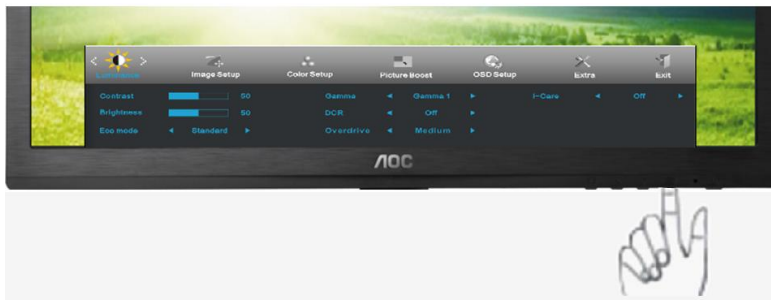 < Luminance > Image Setup Color Setup Picture Boost OSD Setup Extra Exit
Contrast 50 Gamma Gamma 1 i-Care Off
Brightness 50 DCR Off
Eco mode Standard Overdrive Medium
AOC